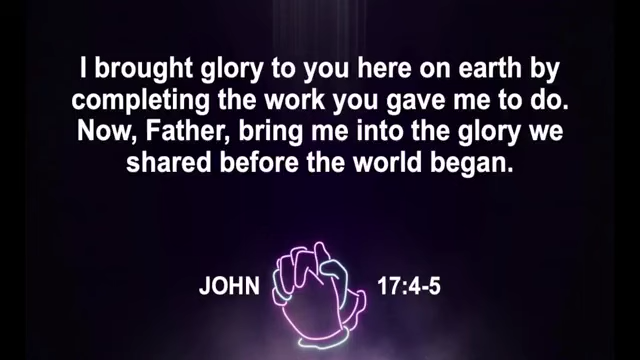 I brought glory to you here on earth by
completing the work you gave me to do.
Now, Father, bring me into the glory we
shared before the world began.
JOHN 17:4-5